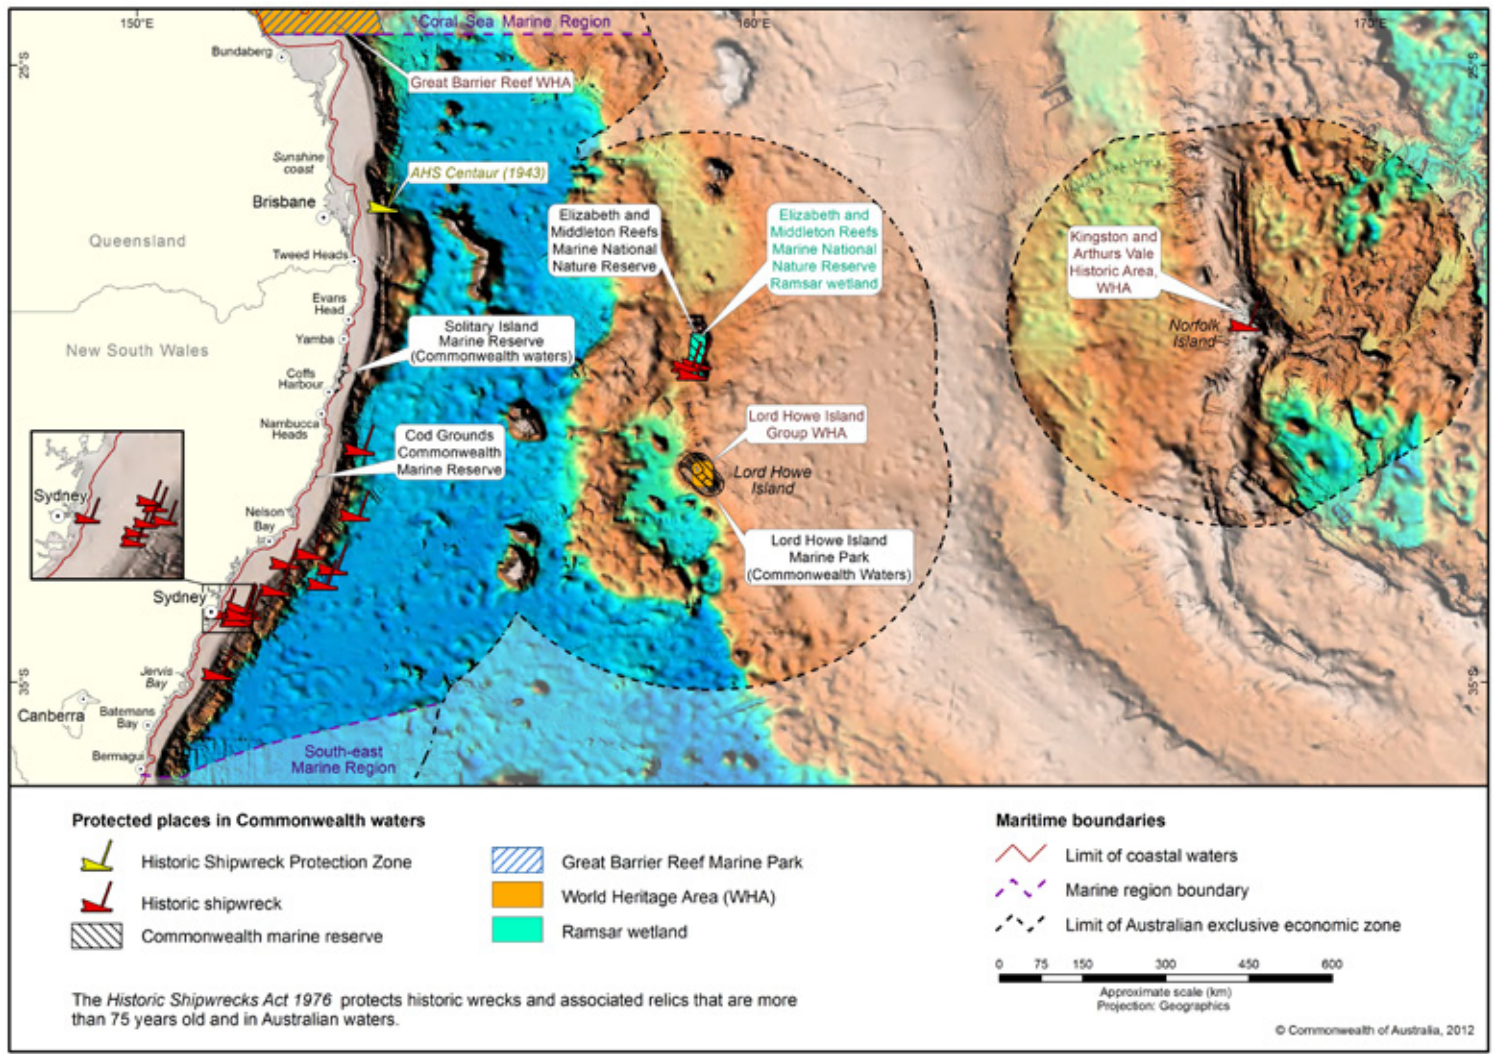 150°E
Coral Sea Marine Region
160°E
170°E
25°S
25°S
Bundaberg
Great Barrier Reef WHA
Sunshine
coast
AHS Centaur (1943)
Brisbane
Elizabeth and
Middleton Reefs
Marine National
Nature Reserve
Elizabeth and
Middleton Reefs
Marine National
Nature Reserve
Ramsar wetland
Queensland
Tweed Heads
Kingston and
Arthurs Vale
Historic Area,
WHA
Evans
Head
Yamba
Solitary Island
Marine Reserve
(Commonwealth waters)
Norfolk
Island
New South Wales
Coffs
Harbour
Nambucca
Heads
Cod Grounds
Commonwealth
Marine Reserve
Lord Howe Island
Group WHA
Lord Howe
Island
Sydney
Nelson
Bay
Lord Howe Island
Marine Park
(Commonwealth Waters)
Sydney
Jervis
Bay
35°S
35°S
Canberra
Batemans
Bay
Bermagui
South-east
Marine Region
Protected places in Commonwealth waters
Historic Shipwreck Protection Zone
Historic shipwreck
Commonwealth marine reserve
Great Barrier Reef Marine Park
World Heritage Area (WHA)
Ramsar wetland
Maritime boundaries
Limit of coastal waters
Marine region boundary
Limit of Australian exclusive economic zone
0 75 150 300 450 600
Approximate scale (km)
Projection: Geographics
The Historic Shipwrecks Act 1976 protects historic wrecks and associated relics that are more
than 75 years old and in Australian waters.
© Commonwealth of Australia, 2012